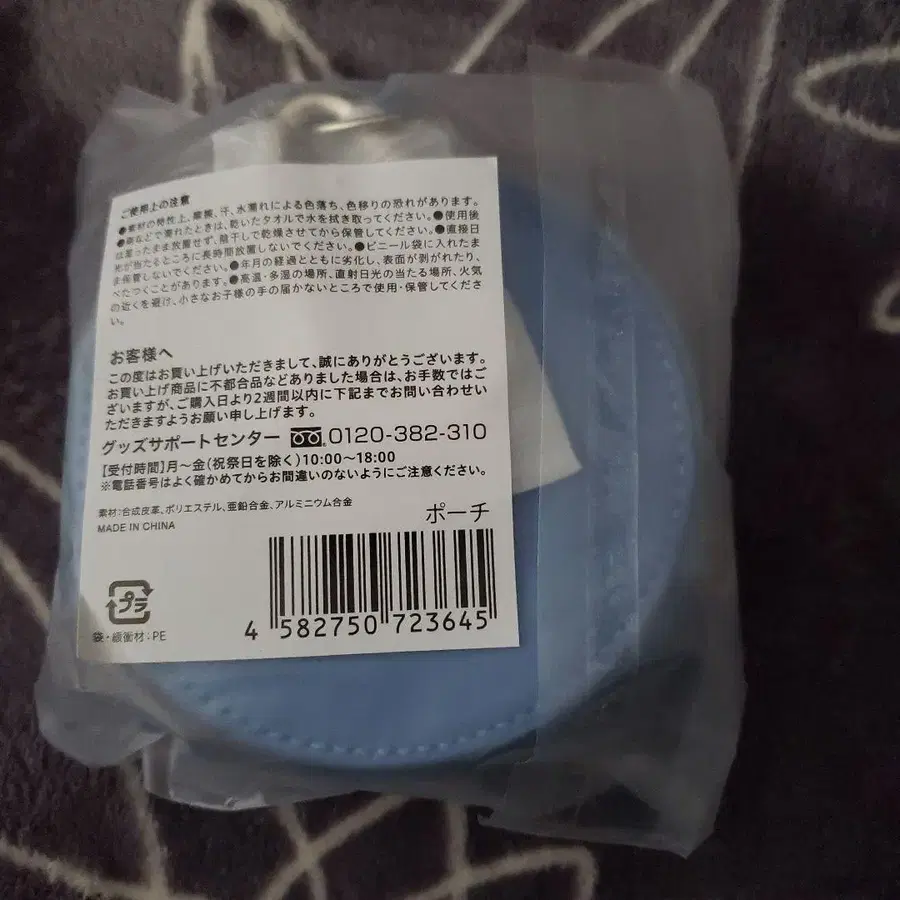 ご使用上の注意
●素材の特性上、摩擦、汗、水濡れによる色落ち、色移りの恐れがあります。
●雨などで濡れたときは、乾いたタオルで水を拭き取ってください。●使用後
は湿ったまま放置せず、陰干しで乾燥させてから保管してください。●直接日
光が当たるところに長時間放置しないでください。●ビニール袋に入れたま
ま保管しないでください。●年月の経過とともに劣化し、表面が剥がれたり、
べたつくことがあります。●高温・多湿の場所、直射日光の当たる場所、火気
の近くを避け、小さなお子様の手の届かないところで使用・保管してくださ
い。
お客様へ
この度はお買い上げいただきまして、誠にありがとうございます。
お買い上げ商品に不都合品などありました場合は、お手数ではご
ざいますが、ご購入日より2週間以内に下記までお問い合わせい
ただきますようお願い申し上げます。
グッズサポートセンター 0120-382-310
【受付時間】月〜金(祝祭日を除く)10:00〜18:00
※電話番号はよく確かめてからお間違いのないようにご注意ください。
素材:合成皮革、ポリエステル、亜鉛合金、アルミニウム合金
MADE IN CHINA
ポーチ
プラ
袋・緩衝材:PE
4 582750 723645